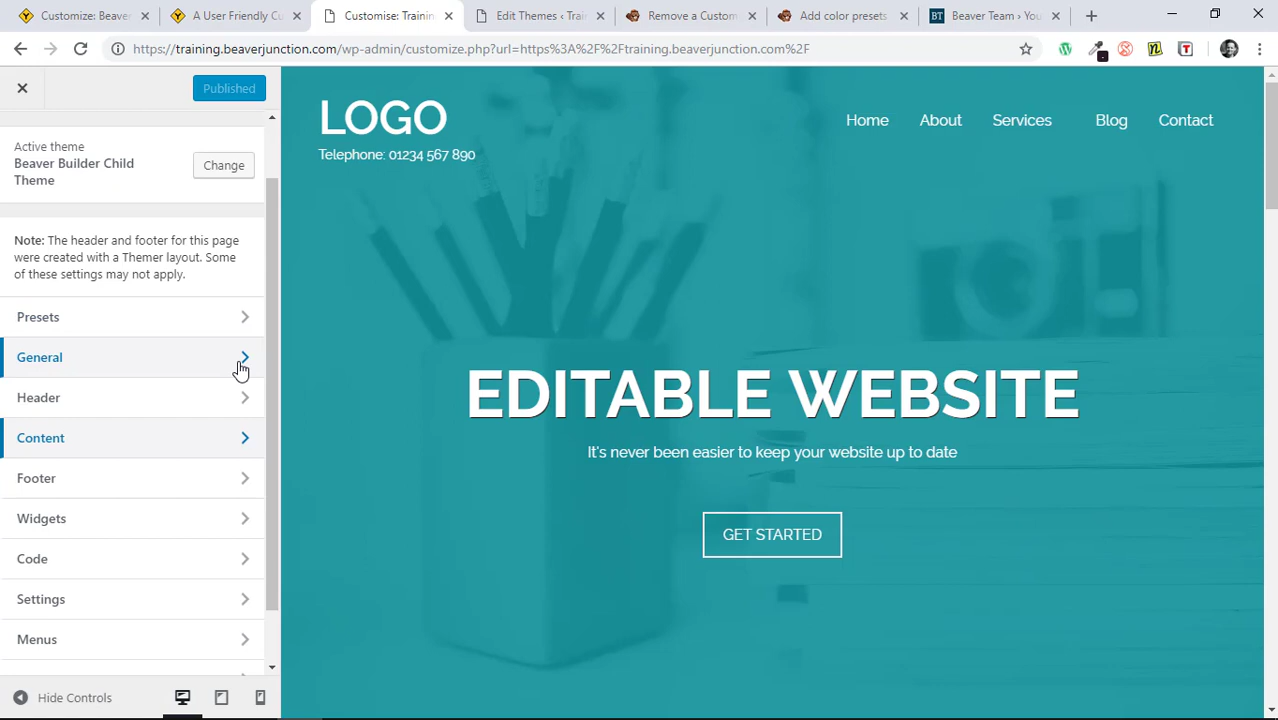 Customize: Beaver
A User Friendly Cu
Customise: Trainin
Edit Themes ‹ Train
Remove a Custom
Add color presets
BT
Beaver Team › You
https://training.beaverjunction.com/wp-admin/customize.php?url=https%3A%2F%2Ftraining.beaverjunction.com%2F
Published
Active theme
Beaver Builder Child
Theme
Change
Note: The header and footer for this page
were created with a Themer layout. Some
of these settings may not apply.
Presets
General
Header
Content
Footer
Widgets
Code
Settings
Menus
Hide Controls
LOGO
Telephone: 01234 567 890
Home About Services Blog Contact
EDITABLE WEBSITE
It's never been easier to keep your website up to date
GET STARTED